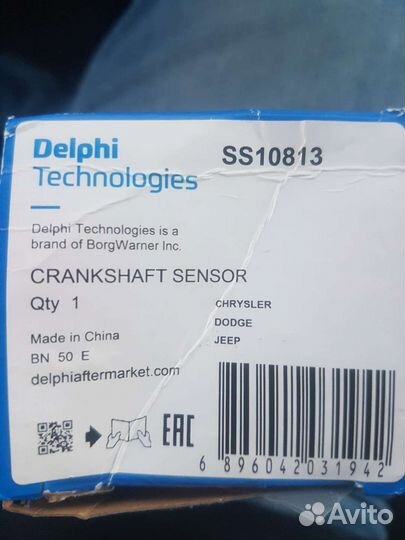 Delphi
Technologies
SS10813
Delphi Technologies is a
brand of BorgWarner Inc.
CRANKSHAFT SENSOR
Qty 1
CHRYSLER
DODGE
JEEP
Made in China
BN 50 E
delphiaftermarket.com
EAC
6 896042 031942
Avito